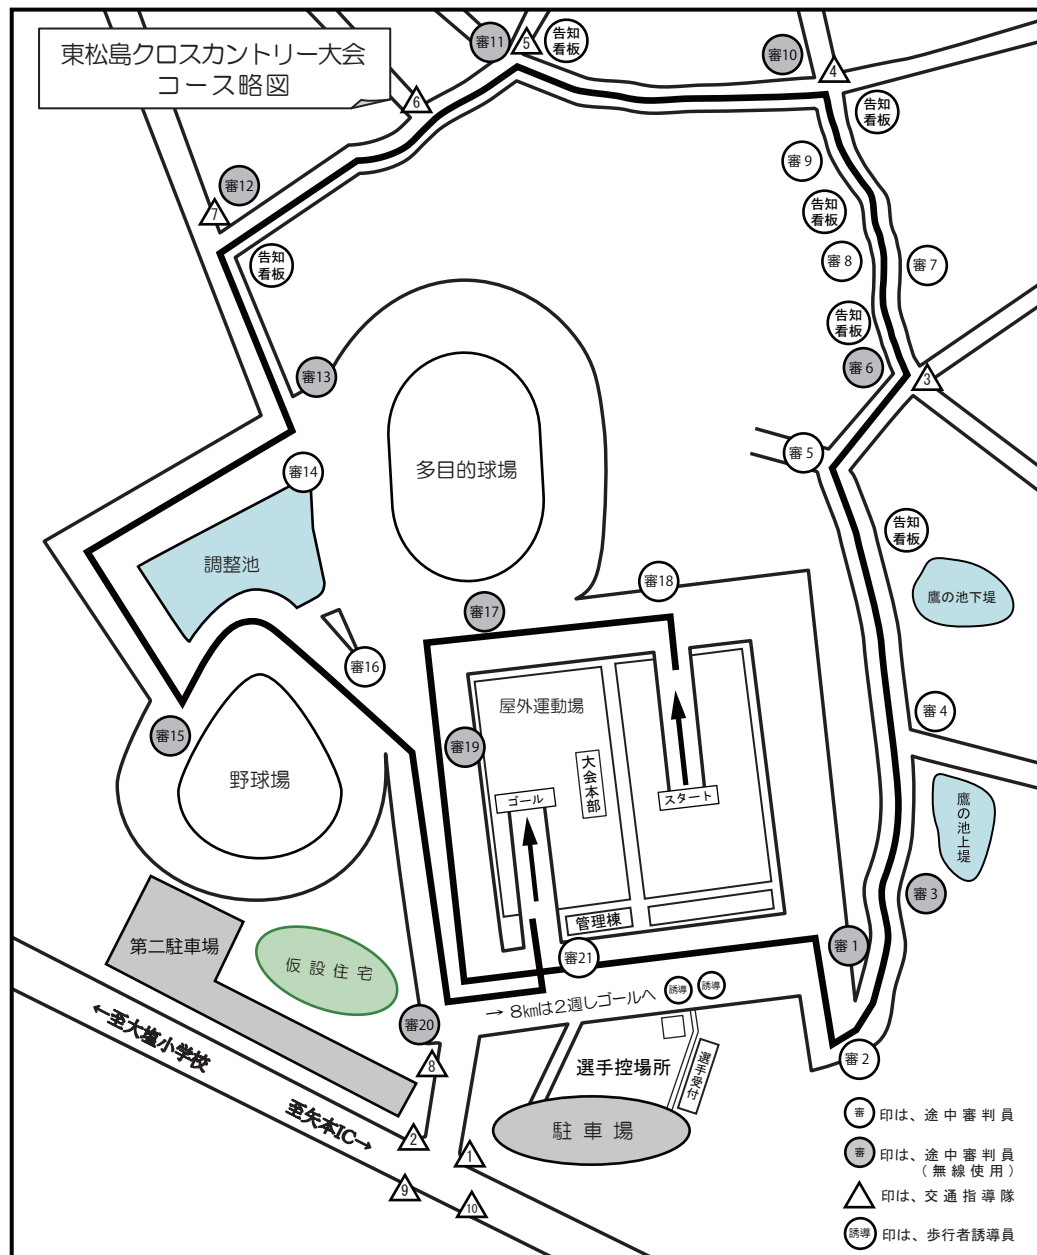 東松島クロスカントリー大会
コース略図
審11
5
告知
看板
審10
4
告知
看板
6
審9
審12
7
告知
看板
告知
看板
審8
審7
告知
看板
審6
3
審13
審5
多目的球場
審14
告知
看板
調整池
鷹の池下堤
審18
審17
審16
屋外運動場
審4
審15
審19
大会本部
野球場
ゴール
スタート
鷹の池上堤
審3
管理棟
第二駐車場
審1
仮設住宅
審21
→ 8kmは2週しゴールへ
誘導
誘導
審20
←至大塩小学校
審2
8
選手控場所
選手受付
至矢本IC→
2
駐車場
1
9
10
審 印は、途中審判員
審 印は、途中審判員
（無線使用）
印は、交通指導隊
誘導 印は、歩行者誘導員